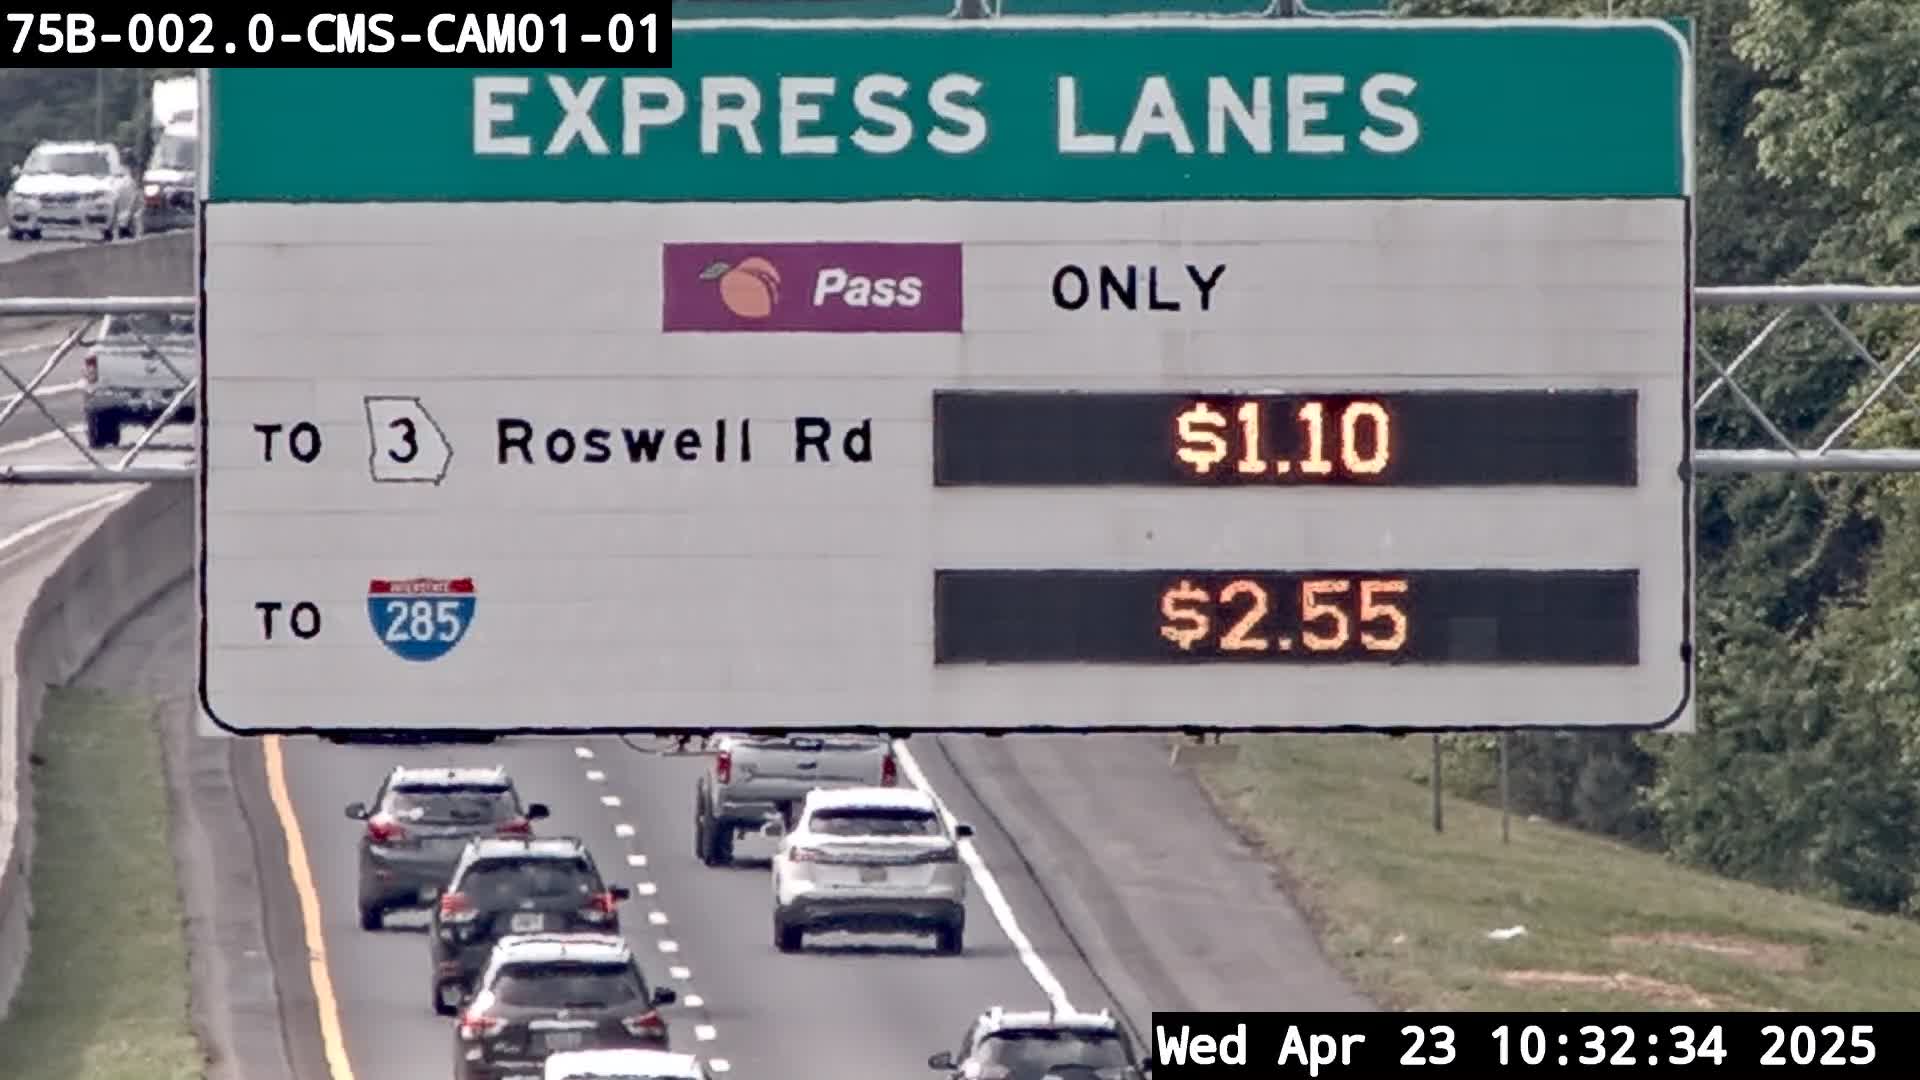 75B-002.0-CMS-CAM01-01
EXPRESS LANES
Pass ONLY
TO 3 Roswell Rd $1.10
TO INTERSTATE 285 $2.55
Wed Apr 23 10:32:34 2025